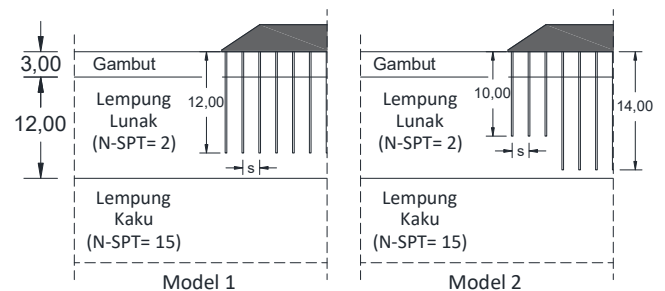 3,00
12,00
Gambut
Lempung
Lunak
(N-SPT= 2)
12,00
s
Lempung
Kaku
(N-SPT= 15)
Model 1
Gambut
Lempung
Lunak
(N-SPT= 2)
10,00
s
14,00
Lempung
Kaku
(N-SPT= 15)
Model 2